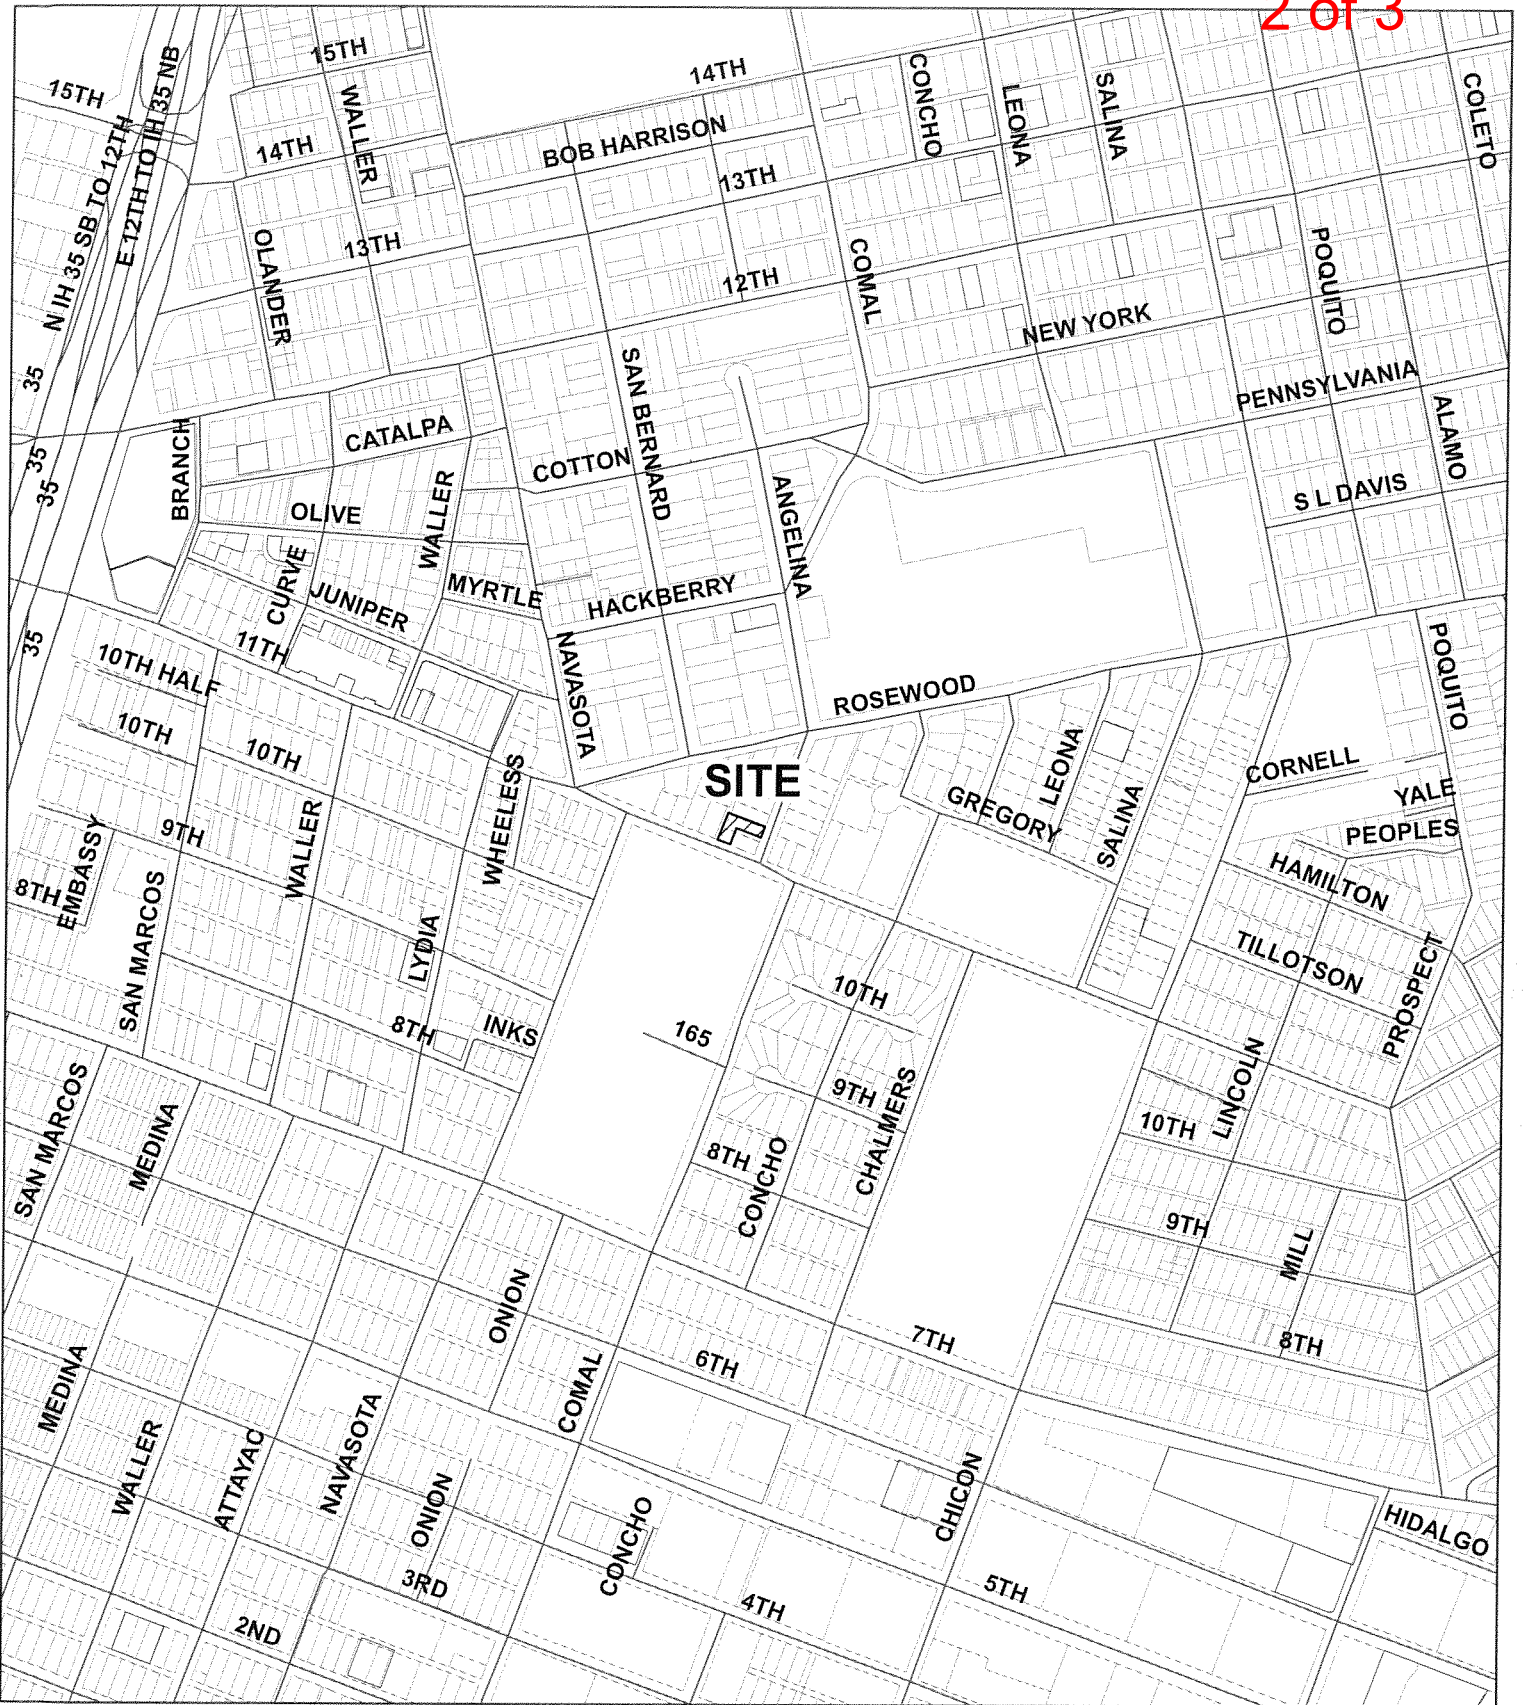 2 of 3
15TH
15TH
14TH
N IH 35 SB TO 12TH
E 12TH TO IH 35 NB
WALLER
CONCHO
LEONA
SALINA
COLETO
14TH
BOB HARRISON
13TH
OLANDER
13TH
12TH
COMAL
POQUITO
NEW YORK
35
SAN BERNARD
PENNSYLVANIA
BRANCH
CATALPA
COTTON
ALAMO
35
35
OLIVE
WALLER
ANGELINA
S L DAVIS
CURVE
JUNIPER
MYRTLE
HACKBERRY
35
11TH
NAVASOTA
POQUITO
10TH HALF
ROSEWOOD
10TH
10TH
WHEELESS
SITE
LEONA
CORNELL
GREGORY
SALINA
YALE
PEOPLES
9TH
EMBASSY
WALLER
8TH
HAMILTON
SAN MARCOS
LYDIA
TILLOTSON
PROSPECT
10TH
8TH
INKS
165
LINCOLN
SAN MARCOS
MEDINA
9TH
CHALMERS
10TH
8TH
CONCHO
9TH
MILL
ONION
7TH
8TH
MEDINA
COMAL
6TH
WALLER
ATTAYAC
NAVASOTA
ONION
CONCHO
CHICON
HIDALGO
3RD
4TH
5TH
2ND